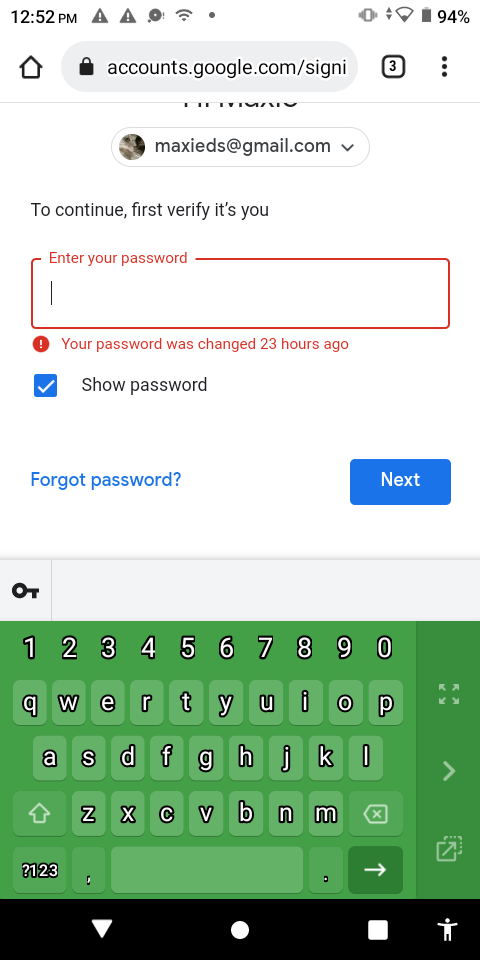 12:52 PM 94%
accounts.google.com/signi 3
Hi Maxie
maxieds@gmail.com
To continue, first verify it's you
Enter your password
Your password was changed 23 hours ago
Show password
Forgot password? Next
1 2 3 4 5 6 7 8 9 0
q w e r t y u i o p
a s d f g h j k l
z x c v b n m
?123 , .